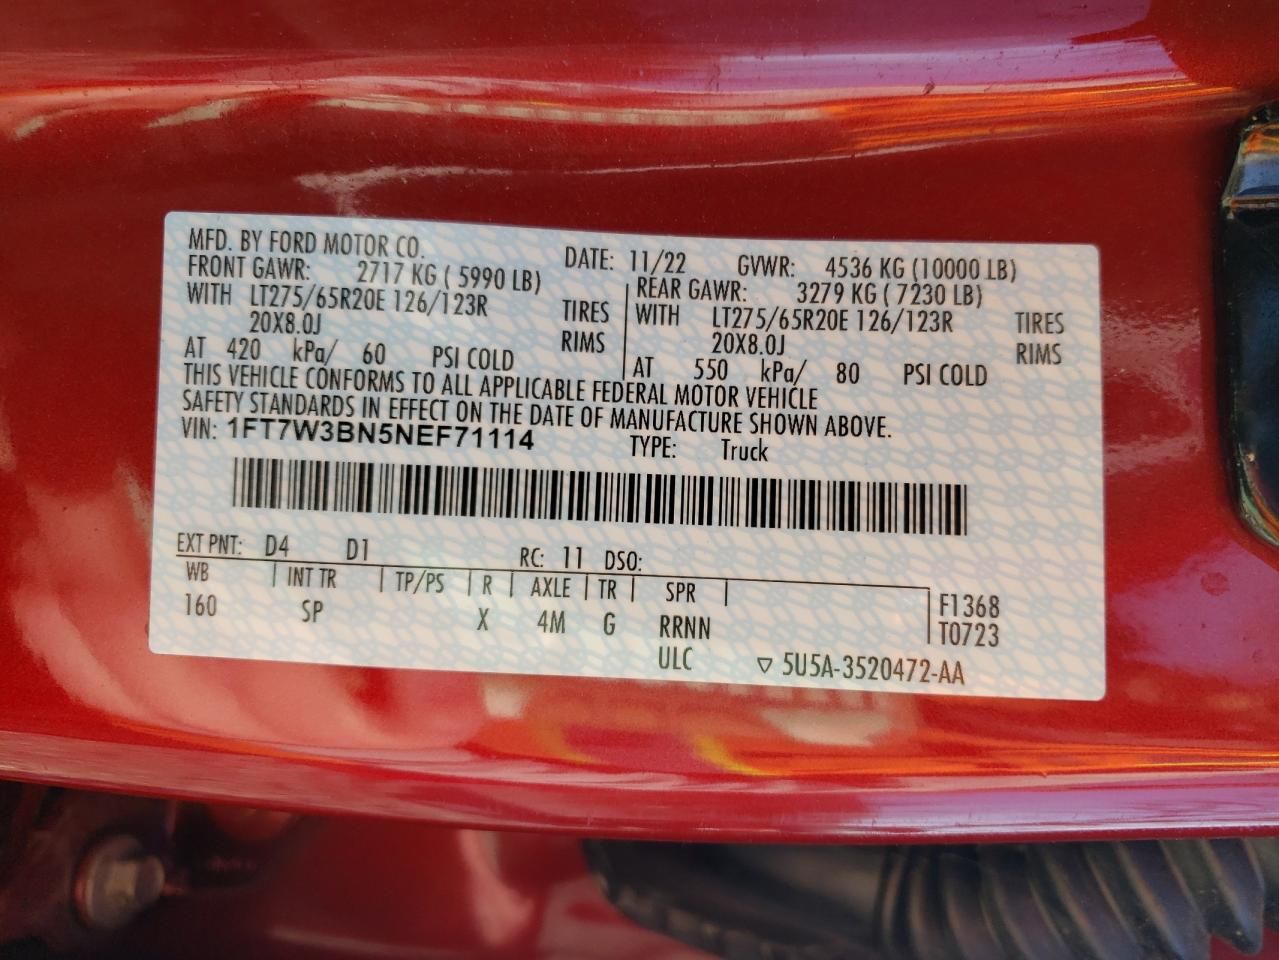 MFD. BY FORD MOTOR CO.
DATE: 11/22 GVWR: 4536 KG (10000 LB)
FRONT GAWR: 2717 KG ( 5990 LB)
WITH LT275/65R20E 126/123R TIRES
20X8.0J RIMS
AT 420 kPa/ 60 PSI COLD
REAR GAWR: 3279 KG ( 7230 LB)
WITH LT275/65R20E 126/123R TIRES
20X8.0J RIMS
AT 550 kPa/ 80 PSI COLD
THIS VEHICLE CONFORMS TO ALL APPLICABLE FEDERAL MOTOR VEHICLE
SAFETY STANDARDS IN EFFECT ON THE DATE OF MANUFACTURE SHOWN ABOVE.
VIN: 1FT7W3BN5NEF71114 TYPE: Truck
EXT PNT: D4 D1 RC: 11 DSO:
WB INT TR TP/PS R AXLE TR SPR
160 SP X 4M G RRNN
ULC
F1368
T0723
▽ 5U5A-3520472-AA